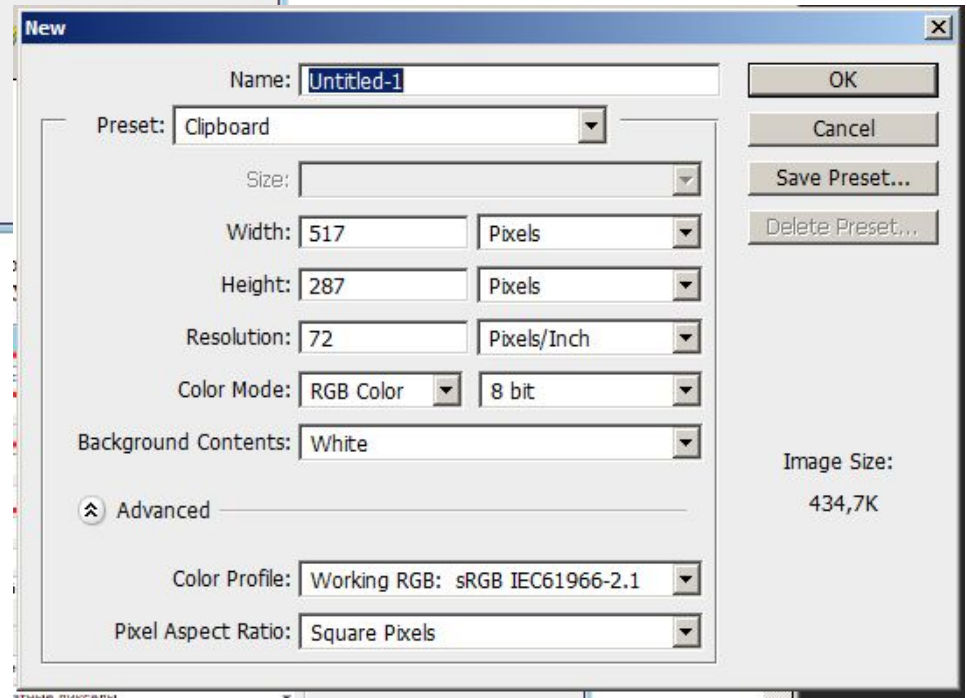 New
Name: Untitled-1
OK
Preset: Clipboard
Cancel
Size:
Save Preset...
Width: 517 Pixels
Delete Preset...
Height: 287 Pixels
Resolution: 72 Pixels/Inch
Color Mode: RGB Color 8 bit
Background Contents: White
Image Size:
434,7K
Advanced
Color Profile: Working RGB: sRGB IEC61966-2.1
Pixel Aspect Ratio: Square Pixels